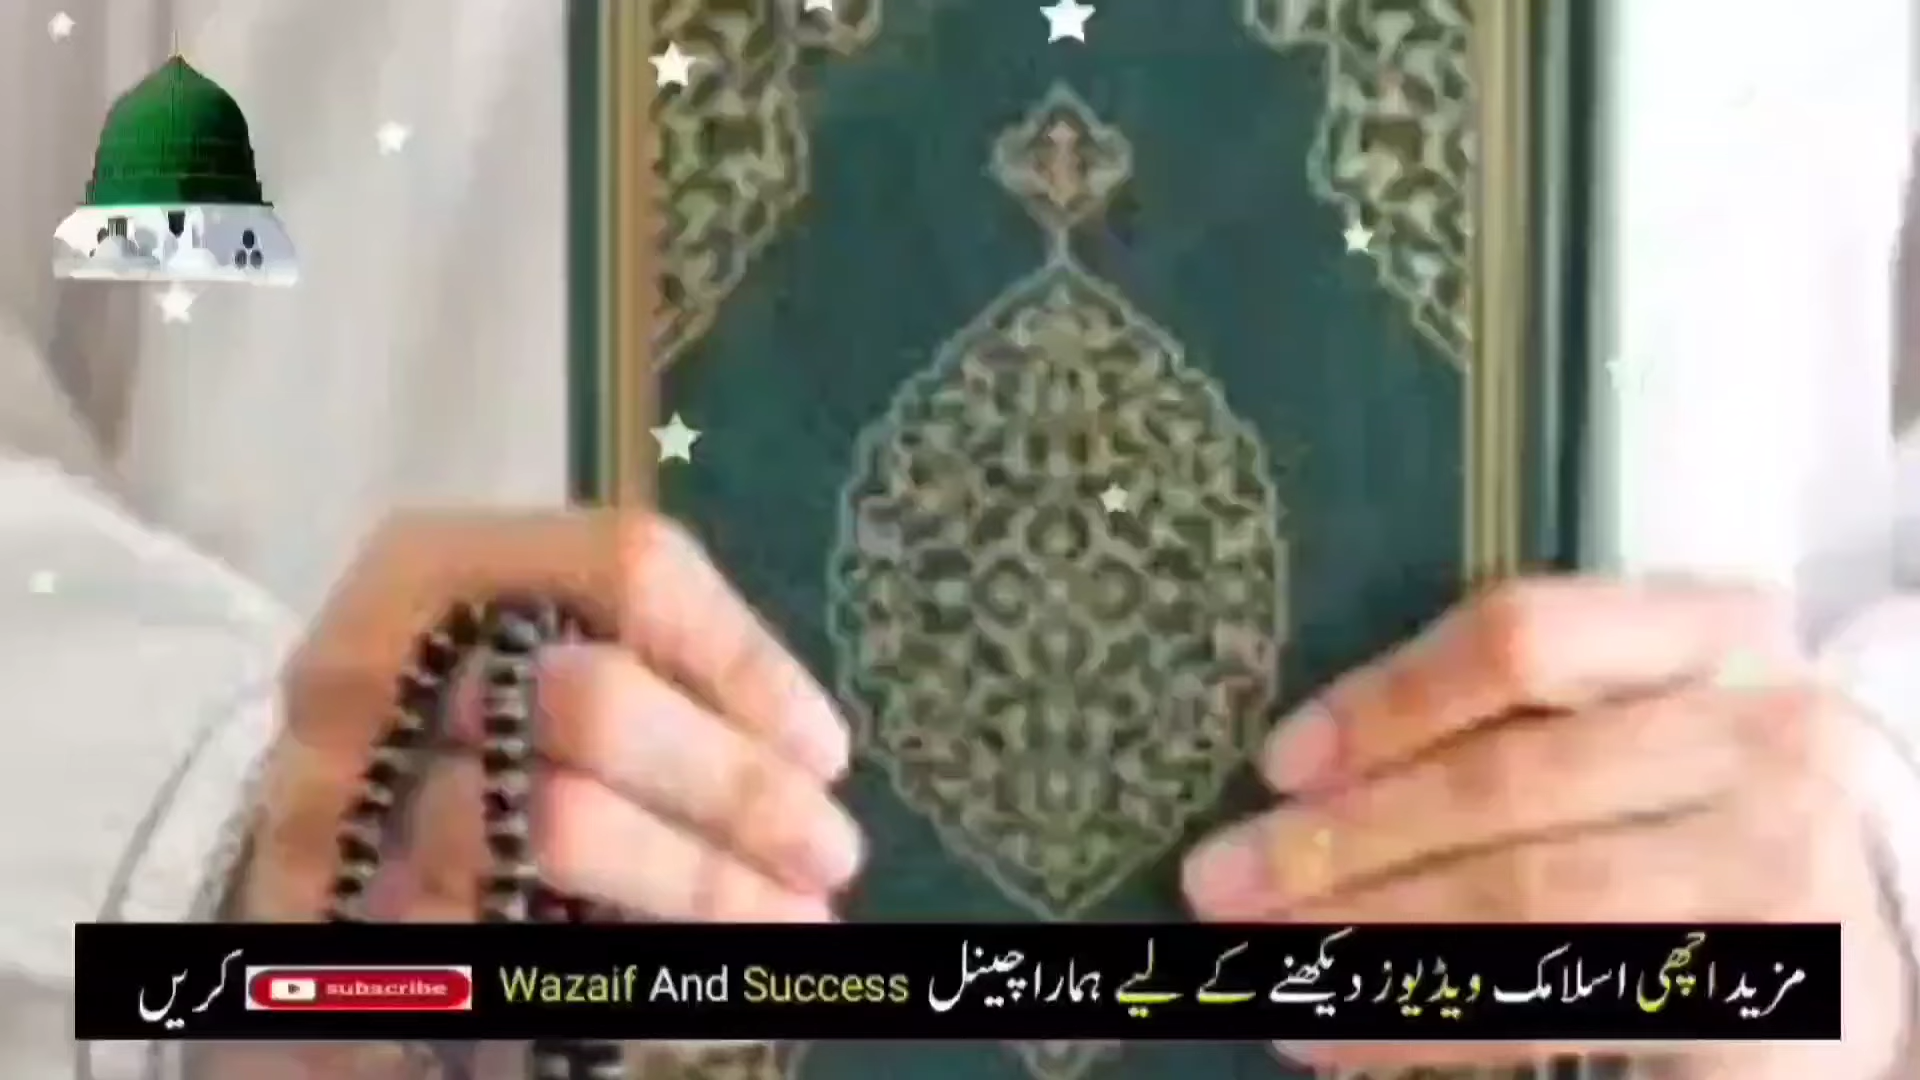 مزید اچھی اسلامک ویڈیوز دیکھنے کے لیے ہمارا چینل Wazaif And Success subscribe کریں